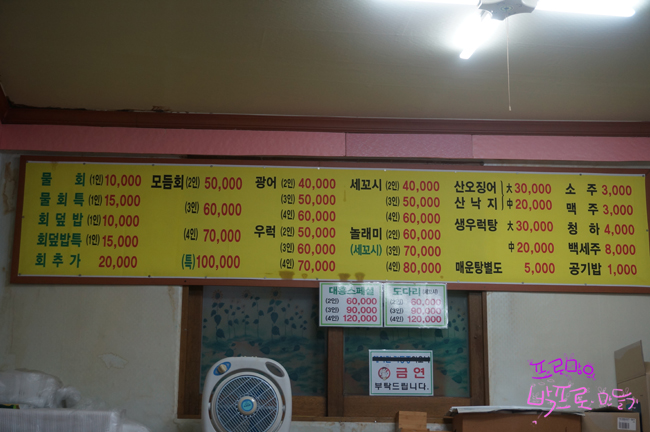 물 회 (1인) 10,000
물회특 (1인) 15,000
회덮밥 (1인) 10,000
회덮밥특 (1인) 15,000
회추가 20,000
모듬회 (2인) 50,000
(3인) 60,000
(4인) 70,000
(특) 100,000
광어 (2인) 40,000
(3인) 50,000
(4인) 60,000
우럭 (2인) 50,000
(3인) 60,000
(4인) 70,000
세꼬시 (2인) 40,000
(3인) 50,000
(4인) 60,000
놀래미 (2인) 60,000
(세꼬시) (3인) 70,000
(4인) 80,000
산오징어 大 30,000
산낙지 中 20,000
생우럭탕 大 30,000
中 20,000
매운탕별도 5,000
소주 3,000
맥주 3,000
청하 4,000
백세주 8,000
공기밥 1,000
대풍스페셜
(2인) 60,000
(3인) 90,000
(4인) 120,000
도다리
(2인) 60,000
(3인) 90,000
(4인) 120,000
금연
부탁드립니다.